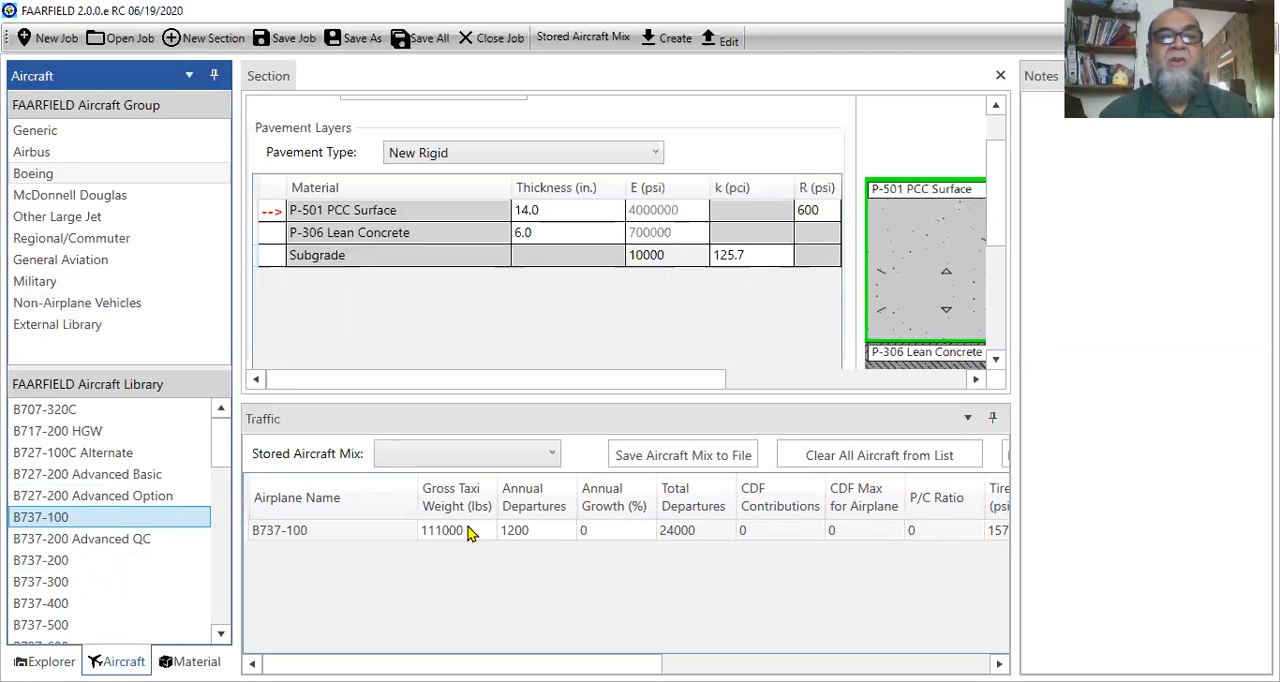 FAARFIELD 2.0.0.e RC 06/19/2020
New Job Open Job New Section Save Job Save As Save All Close Job Stored Aircraft Mix Create Edit
Aircraft
FAARFIELD Aircraft Group
Generic
Airbus
Boeing
McDonnell Douglas
Other Large Jet
Regional/Commuter
General Aviation
Military
Non-Airplane Vehicles
External Library
FAARFIELD Aircraft Library
B707-320C
B717-200 HGW
B727-100C Alternate
B727-200 Advanced Basic
B727-200 Advanced Option
B737-100
B737-200 Advanced QC
B737-200
B737-300
B737-400
B737-500
Explorer Aircraft Material
Section
Pavement Layers
Pavement Type: New Rigid
Material Thickness (in.) E (psi) k (pci) R (psi)
--> P-501 PCC Surface 14.0 4000000 600
P-306 Lean Concrete 6.0 700000
Subgrade 10000 125.7
P-501 PCC Surface
P-306 Lean Concrete
Traffic
Stored Aircraft Mix: Save Aircraft Mix to File Clear All Aircraft from List
Airplane Name Gross Taxi Weight (lbs) Annual Departures Annual Growth (%) Total Departures CDF Contributions CDF Max for Airplane P/C Ratio Tire (psi
B737-100 111000 1200 0 24000 0 0 0 157
Notes